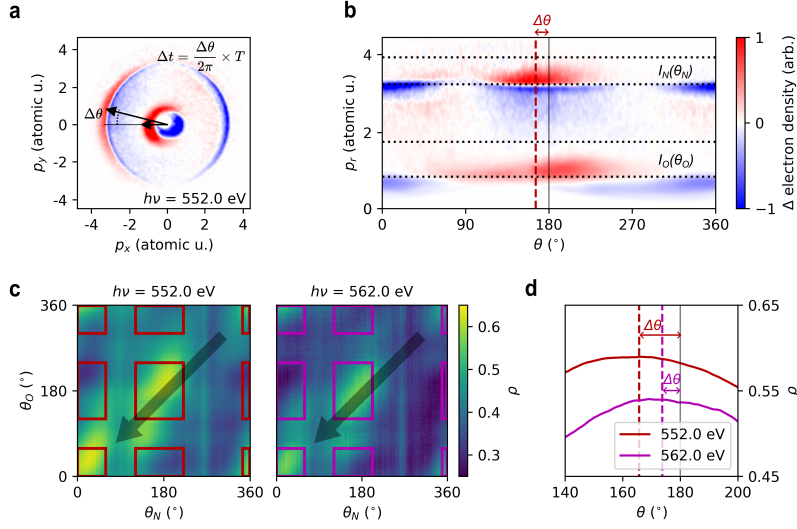 a
Δt = Δθ/2π × T
Δθ
hν = 552.0 eV
p_y (atomic u.)
4
2
0
−2
−4
−4
−2
0
2
4
p_x (atomic u.)
b
Δθ
I_N(θ_N)
I_O(θ_O)
p_r (atomic u.)
4
2
0
0
90
180
270
360
θ (°)
1
0
−1
Δ electron density (arb.)
c
hν = 552.0 eV
hν = 562.0 eV
θ_O (°)
360
180
0
0
180
360
θ_N (°)
0
180
360
θ_N (°)
0.6
0.5
0.4
0.3
ρ
d
Δθ
Δθ
552.0 eV
562.0 eV
0.65
0.55
0.45
ρ
140
160
180
200
θ (°)